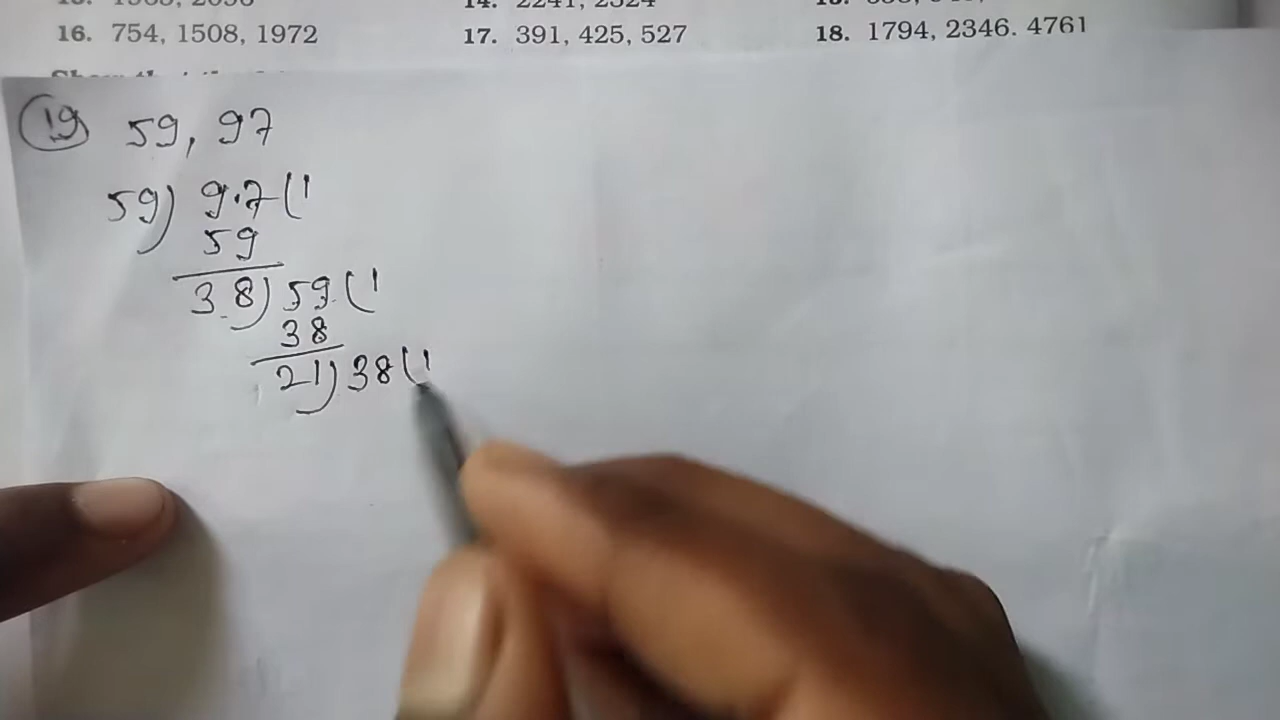 16. 754, 1508, 1972 17. 391, 425, 527 18. 1794, 2346. 4761
19 59, 97
59) 97 (1
59
38) 59 (1
38
21) 38 (1